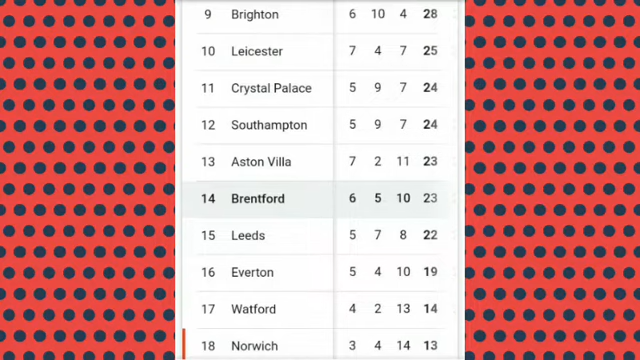 9 Brighton 6 10 4 28
10 Leicester 7 4 7 25
11 Crystal Palace 5 9 7 24
12 Southampton 5 9 7 24
13 Aston Villa 7 2 11 23
14 Brentford 6 5 10 23
15 Leeds 5 7 8 22
16 Everton 5 4 10 19
17 Watford 4 2 13 14
18 Norwich 3 4 14 13